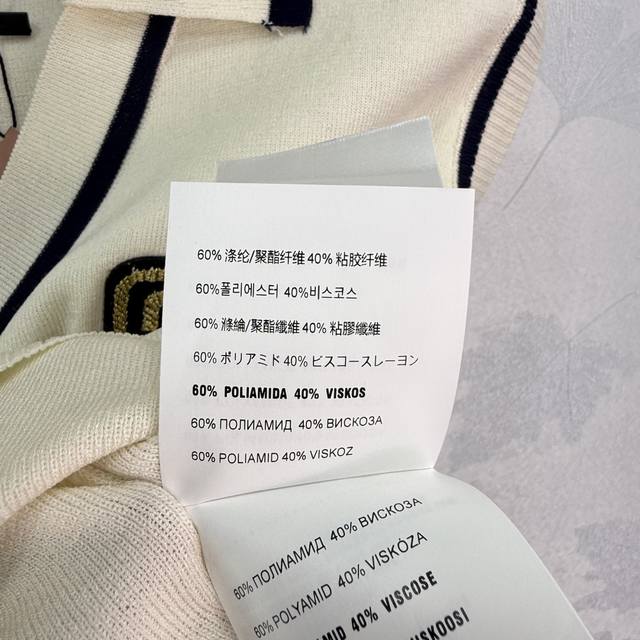 60% 涤纶/聚酯纤维 40% 粘胶纤维
60%폴리에스터 40%비스코스
60% 滌綸/聚酯纖維 40% 粘膠纖維
60% ポリアミド 40% ビスコースレーヨン
60% POLIAMIDA 40% VISKOS
60% ПОЛИАМИД 40% ВИСКОЗА
60% POLIAMID 40% VISKOZ
60% ПОЛИАМИД 40% ВИСКОЗА
60% POLYAMID 40% VISKÓZA
40% VISCOSE